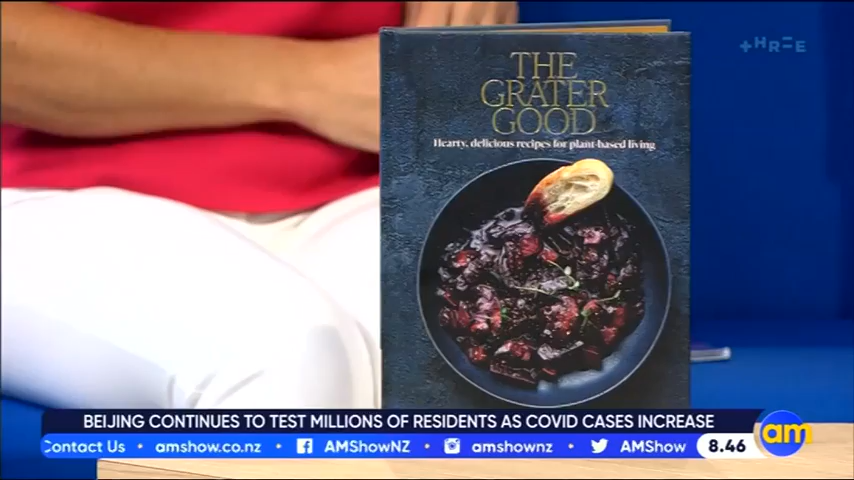 +HR=E
THE
GRATER
GOOD
Hearty, delicious recipes for plant-based living
BEIJING CONTINUES TO TEST MILLIONS OF RESIDENTS AS COVID CASES INCREASE
Contact Us • amshow.co.nz • AMShowNZ • amshownz • AMShow
8.46
am